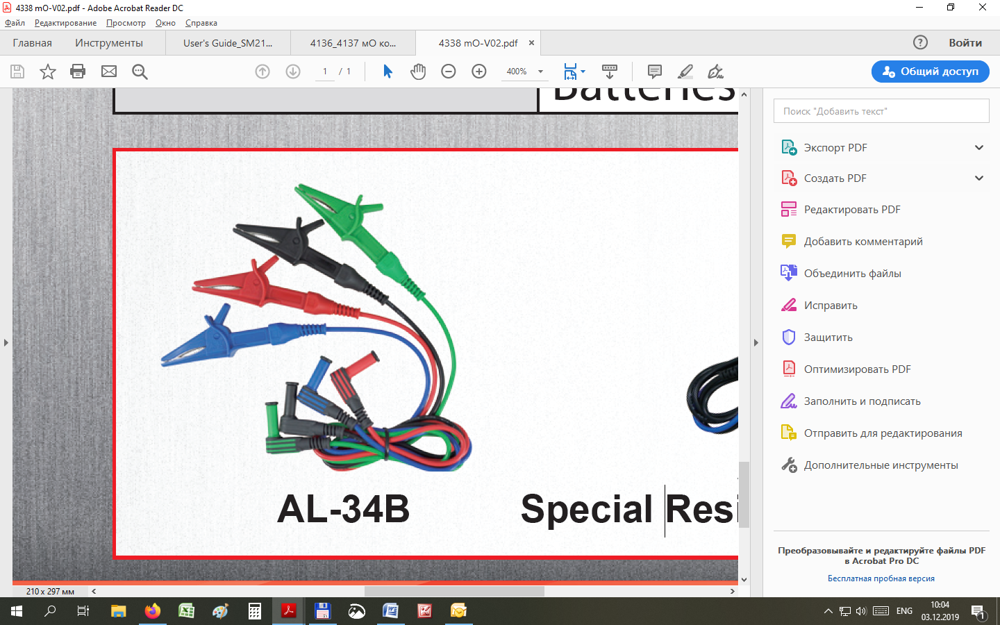 4338 mO-V02.pdf - Adobe Acrobat Reader DC
Файл Редактирование Просмотр Окно Справка
Главная Инструменты User's Guide_SM21... 4136_4137 мО ко... 4338 mO-V02.pdf Войти
1 / 1 400% Общий доступ
Batteries
Поиск "Добавить текст"
Экспорт PDF
Создать PDF
Редактировать PDF
Добавить комментарий
Объединить файлы
Исправить
Защитить
Оптимизировать PDF
Заполнить и подписать
Отправить для редактирования
Дополнительные инструменты
AL-34B Special Resi
Преобразовывайте и редактируйте файлы PDF
в Acrobat Pro DC
Бесплатная пробная версия
210 x 297 мм
ENG 10:04
03.12.2019
1